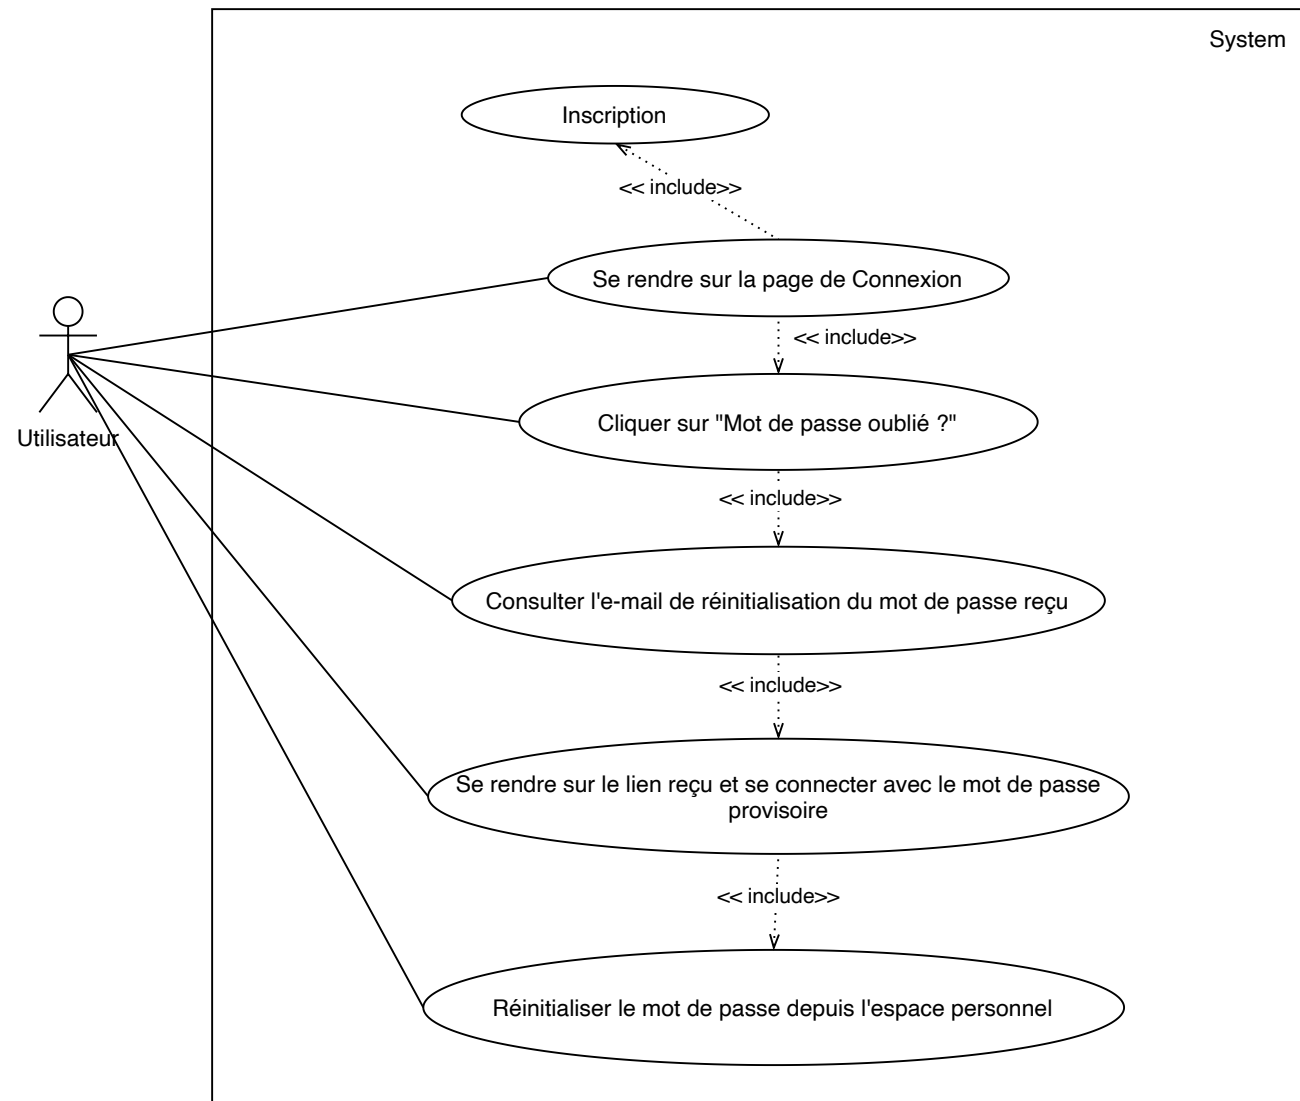 System
Inscription
<< include>>
Se rendre sur la page de Connexion
<< include>>
Cliquer sur "Mot de passe oublié ?"
Utilisateur
<< include>>
Consulter l'e-mail de réinitialisation du mot de passe reçu
<< include>>
Se rendre sur le lien reçu et se connecter avec le mot de passe
provisoire
<< include>>
Réinitialiser le mot de passe depuis l'espace personnel